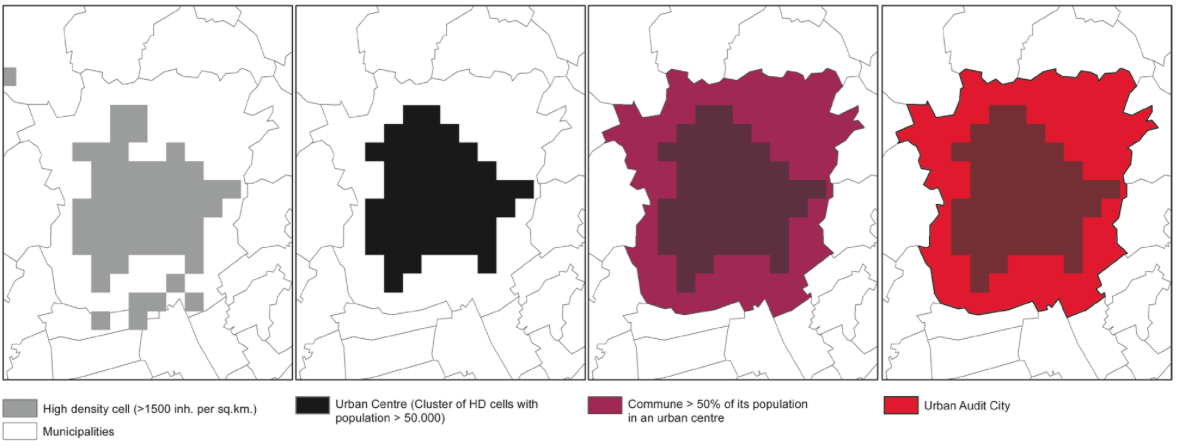 High density cell (>1500 inh. per sq.km.)
Municipalities
Urban Centre (Cluster of HD cells with
population > 50.000)
Commune > 50% of its population
in an urban centre
Urban Audit City